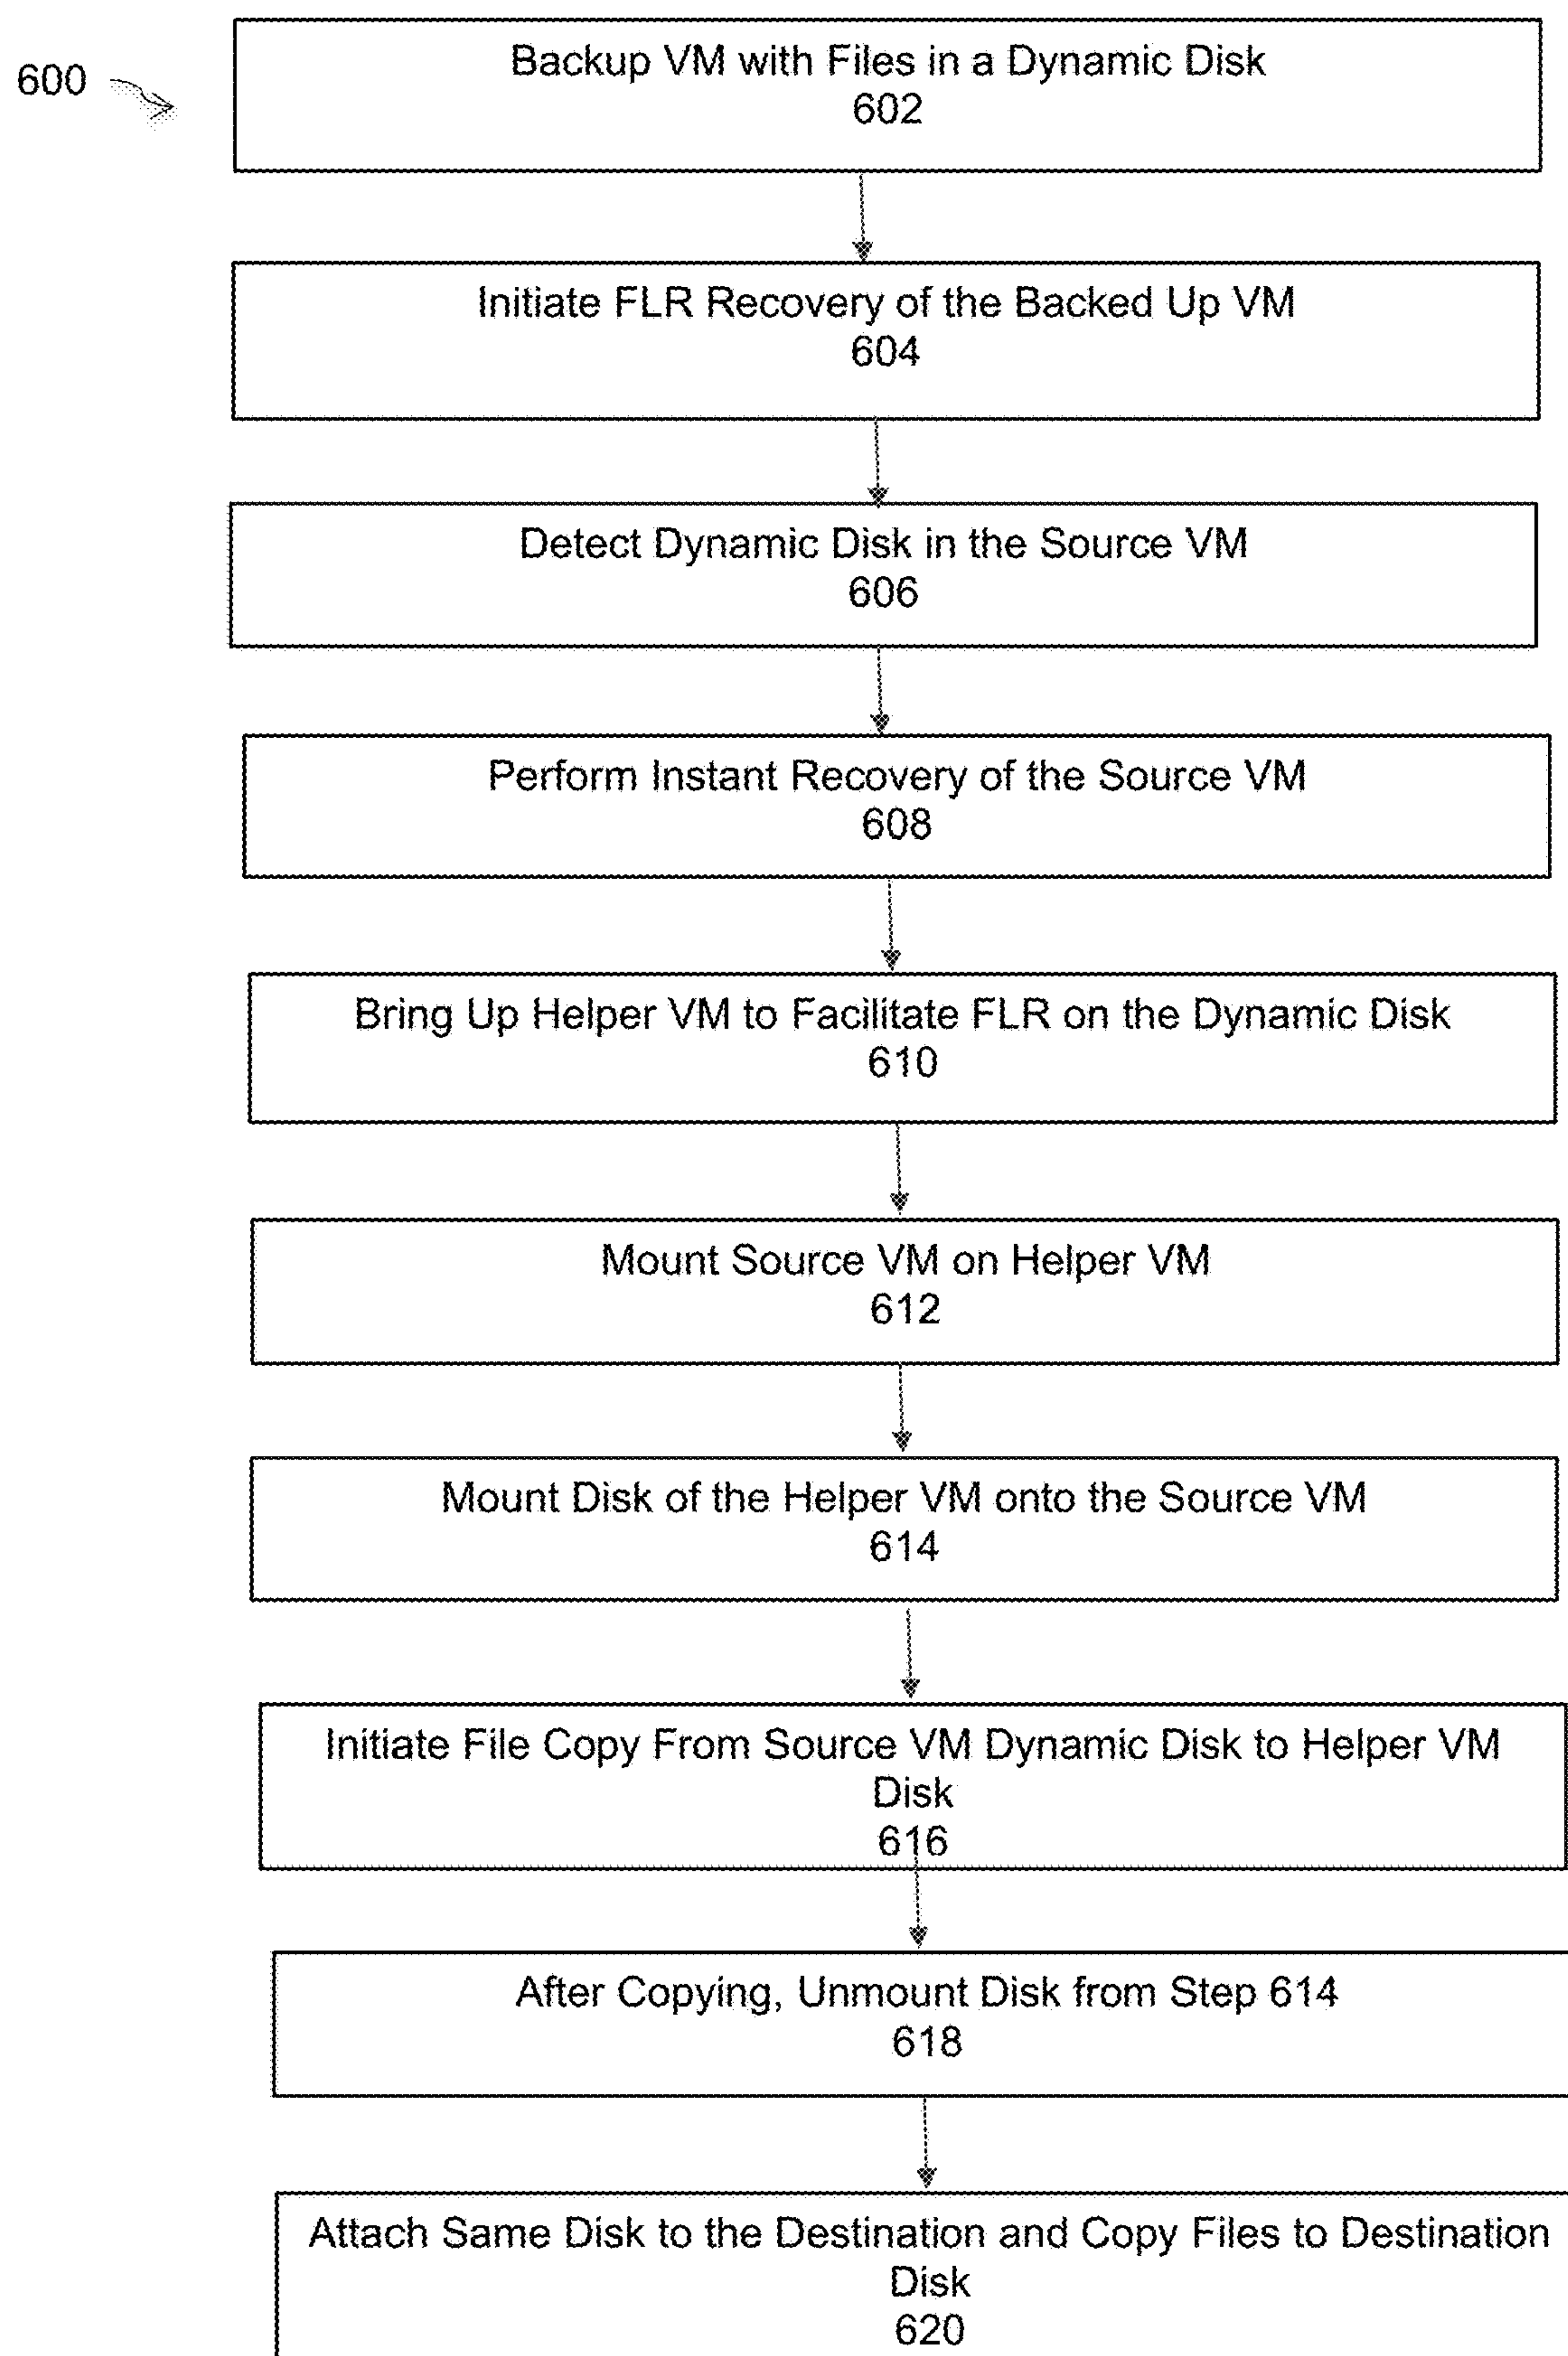 600
Backup VM with Files in a Dynamic Disk
602
Initiate FLR Recovery of the Backed Up VM
604
Detect Dynamic Disk in the Source VM
606
Perform Instant Recovery of the Source VM
608
Bring Up Helper VM to Facilitate FLR on the Dynamic Disk
610
Mount Source VM on Helper VM
612
Mount Disk of the Helper VM onto the Source VM
614
Initiate File Copy From Source VM Dynamic Disk to Helper VM
Disk
616
After Copying, Unmount Disk from Step 614
618
Attach Same Disk to the Destination and Copy Files to Destination
Disk
620